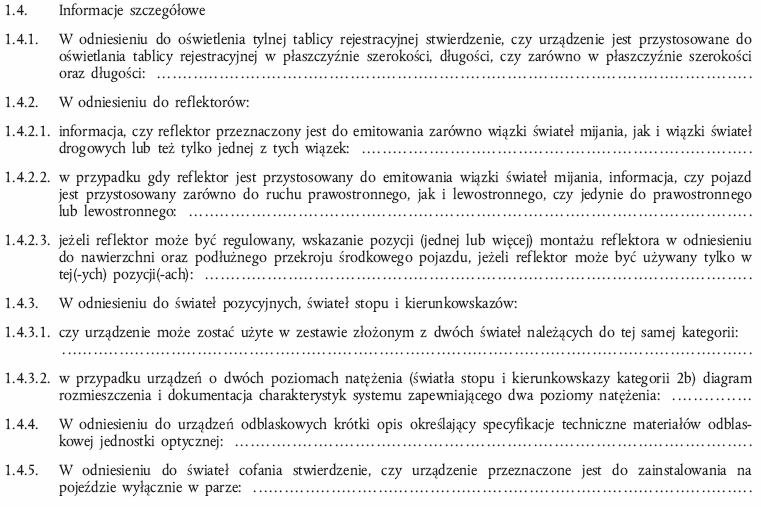 1.4. Informacje szczegółowe
1.4.1. W odniesieniu do oświetlenia tylnej tablicy rejestracyjnej stwierdzenie, czy urządzenie jest przystosowane do
oświetlania tablicy rejestracyjnej w płaszczyźnie szerokości, długości, czy zarówno w płaszczyźnie szerokości
oraz długości: ................................................................................
1.4.2. W odniesieniu do reflektorów:
1.4.2.1. informacja, czy reflektor przeznaczony jest do emitowania zarówno wiązki świateł mijania, jak i wiązki świateł
drogowych lub też tylko jednej z tych wiązek: ................................................................................
1.4.2.2. w przypadku gdy reflektor jest przystosowany do emitowania wiązki świateł mijania, informacja, czy pojazd
jest przystosowany zarówno do ruchu prawostronnego, jak i lewostronnego, czy jedynie do prawostronnego
lub lewostronnego: ................................................................................
1.4.2.3. jeżeli reflektor może być regulowany, wskazanie pozycji (jednej lub więcej) montażu reflektora w odniesieniu
do nawierzchni oraz podłużnego przekroju środkowego pojazdu, jeżeli reflektor może być używany tylko w
tej(-ych) pozycji(-ach): ................................................................................
1.4.3. W odniesieniu do świateł pozycyjnych, świateł stopu i kierunkowskazów:
1.4.3.1. czy urządzenie może zostać użyte w zestawie złożonym z dwóch świateł należących do tej samej kategorii:
................................................................................
1.4.3.2. w przypadku urządzeń o dwóch poziomach natężenia (światła stopu i kierunkowskazy kategorii 2b) diagram
rozmieszczenia i dokumentacja charakterystyk systemu zapewniającego dwa poziomy natężenia: ...............
1.4.4. W odniesieniu do urządzeń odblaskowych krótki opis określający specyfikacje techniczne materiałów odblas-
kowej jednostki optycznej: ................................................................................
1.4.5. W odniesieniu do świateł cofania stwierdzenie, czy urządzenie przeznaczone jest do zainstalowania na
pojeździe wyłącznie w parze: ................................................................................